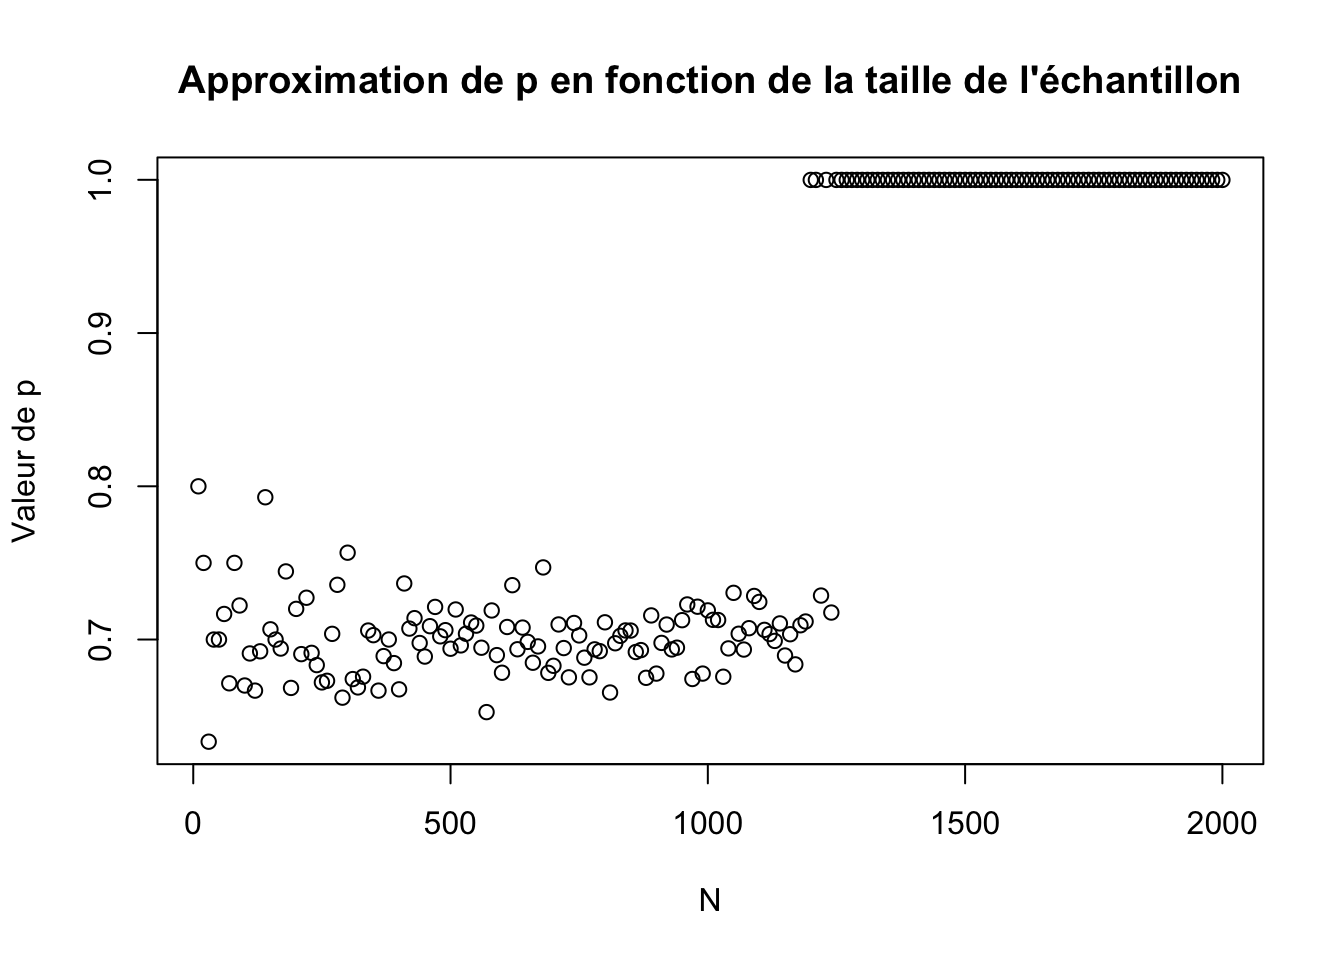 Approximation de p en fonction de la taille de l'échantillon
Valeur de p
1.0
0.9
0.8
0.7
0 500 1000 1500 2000
N